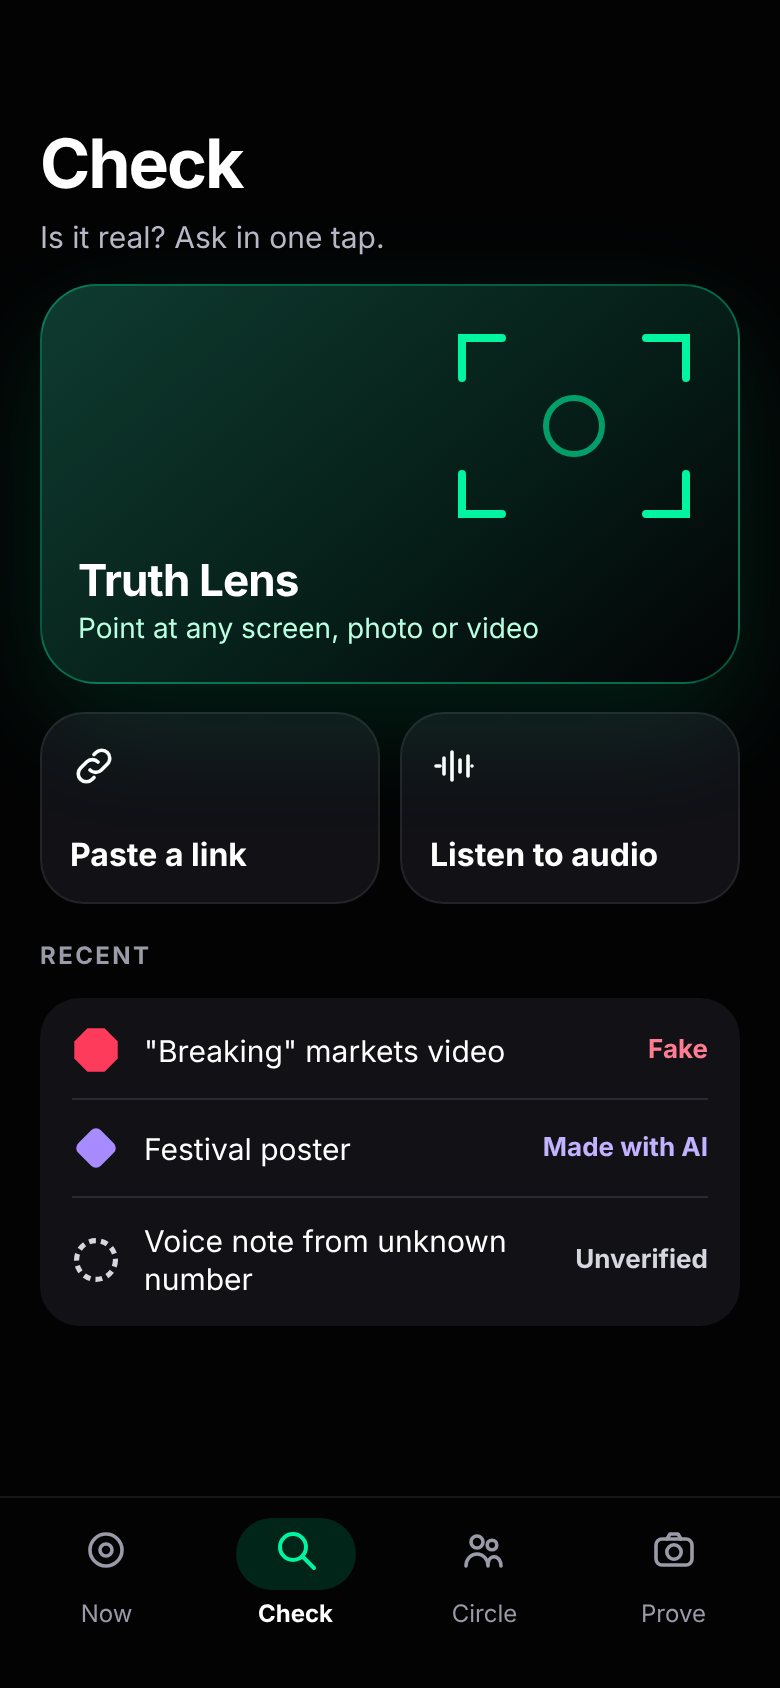 Check
Is it real? Ask in one tap.
Truth Lens
Point at any screen, photo or video
Paste a link
Listen to audio
RECENT
"Breaking" markets video
Fake
Festival poster
Made with AI
Voice note from unknown
number
Unverified
Now
Check
Circle
Prove